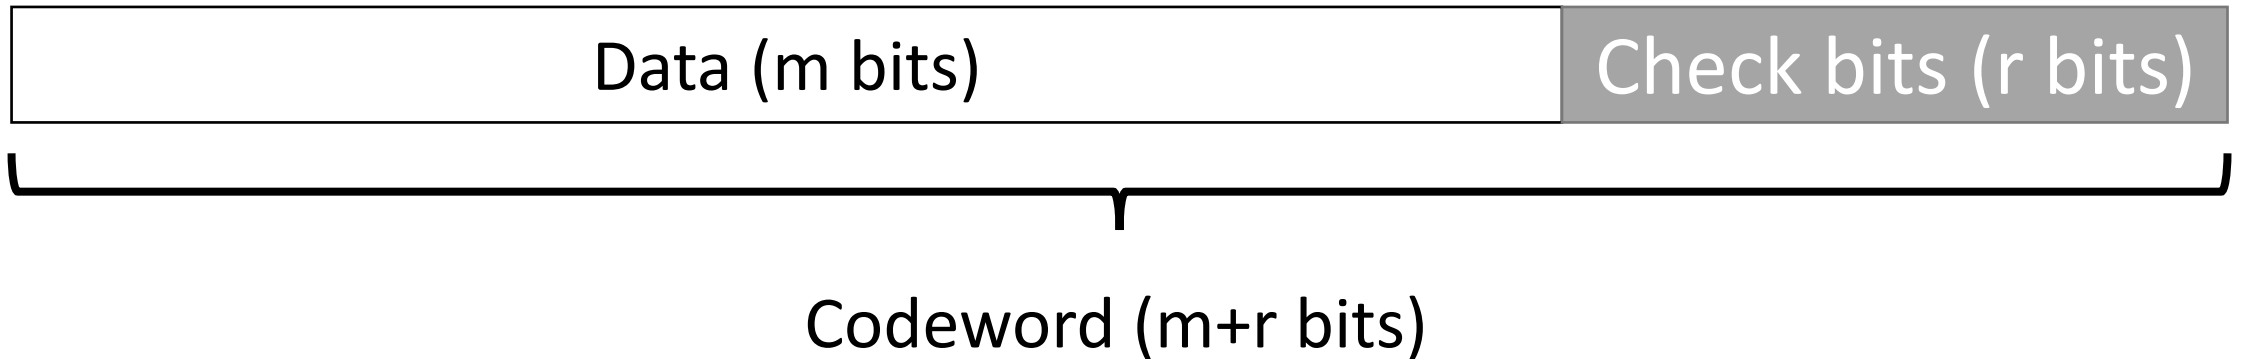 Data (m bits)
Check bits (r bits)
Codeword (m+r bits)